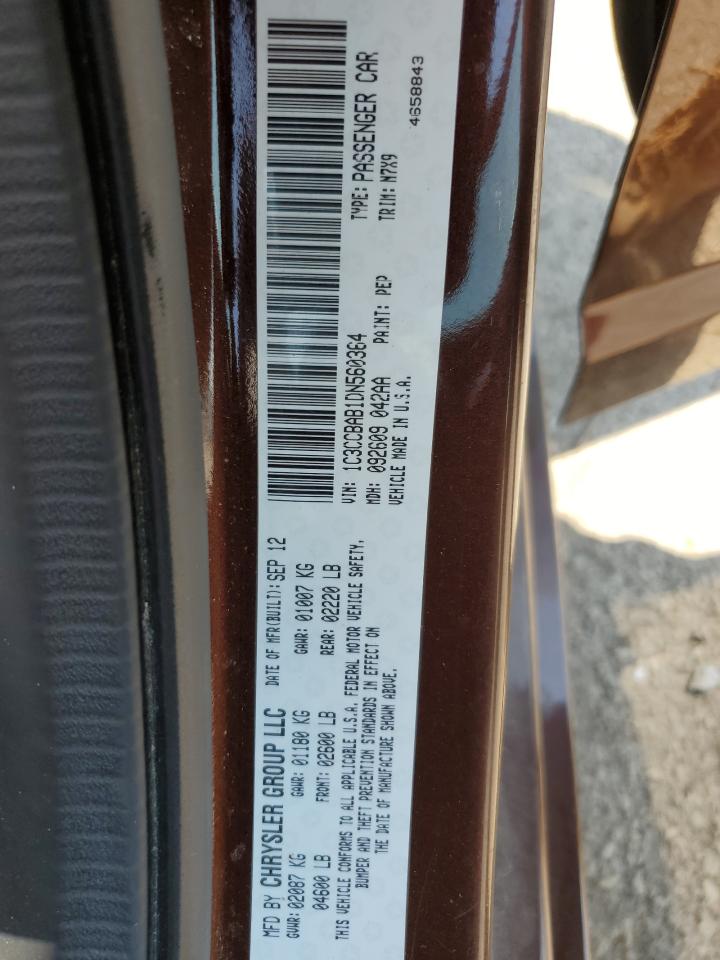 MFD BY CHRYSLER GROUP LLC DATE OF MFR(BUILT): SEP 12
GVWR: 02087 KG GAWR: 01180 KG GAWR: 01007 KG
04600 LB FRONT: 02600 LB REAR: 02220 LB
THIS VEHICLE CONFORMS TO ALL APPLICABLE U.S.A. FEDERAL MOTOR VEHICLE SAFETY,
BUMPER AND THEFT PREVENTION STANDARDS IN EFFECT ON
THE DATE OF MANUFACTURE SHOWN ABOVE.
VIN: 1C3CCBAB1DN560364 TYPE: PASSENGER CAR
MDH: 092609 042AA PAINT: PEP TRIM: M7X9
VEHICLE MADE IN U.S.A. 4658843